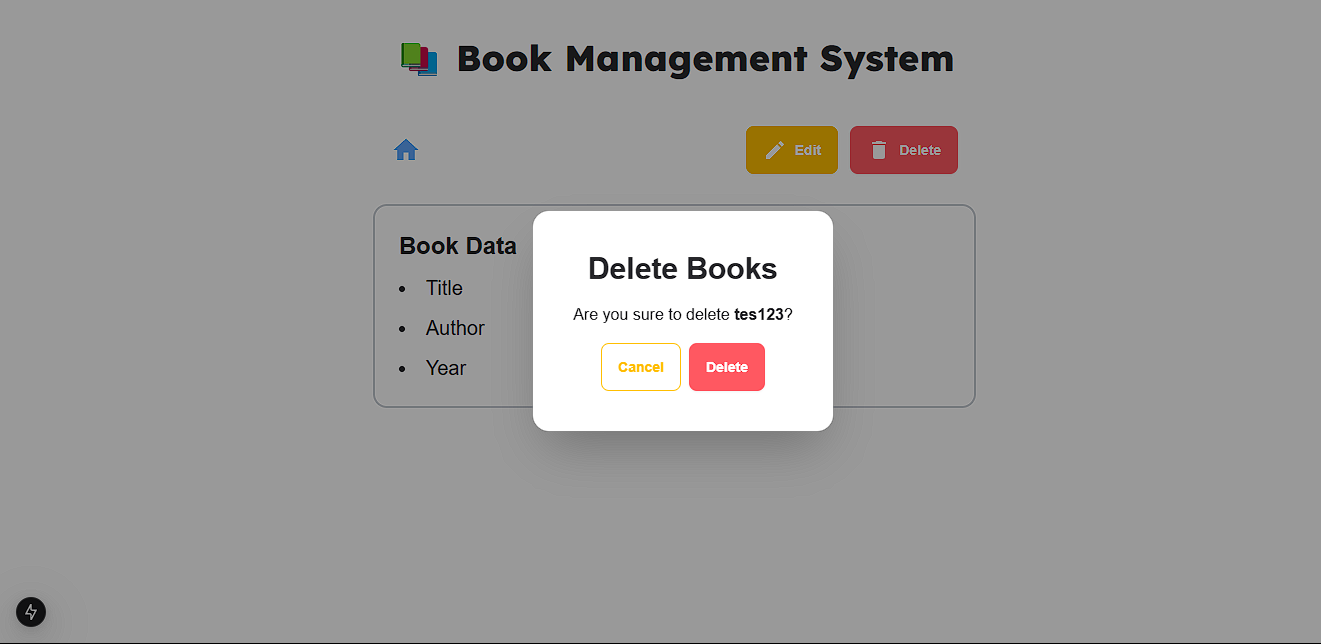 Book Management System
Edit
Delete
Book Data
Title
Author
Year
Delete Books
Are you sure to delete tes123?
Cancel
Delete